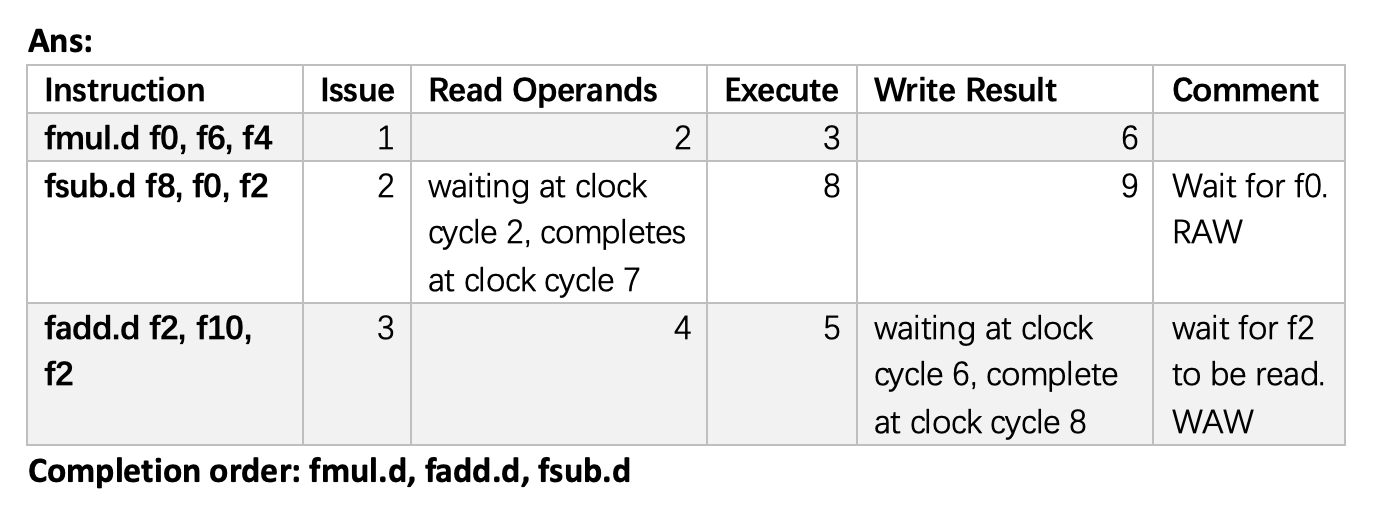 Ans:
Instruction Issue Read Operands Execute Write Result Comment
fmul.d f0, f6, f4 1 2 3 6
fsub.d f8, f0, f2 2 waiting at clock 8 9 Wait for f0.
cycle 2, completes RAW
at clock cycle 7
fadd.d f2, f10, 3 4 5 waiting at clock wait for f2
f2 cycle 6, complete to be read.
at clock cycle 8 WAW
Completion order: fmul.d, fadd.d, fsub.d